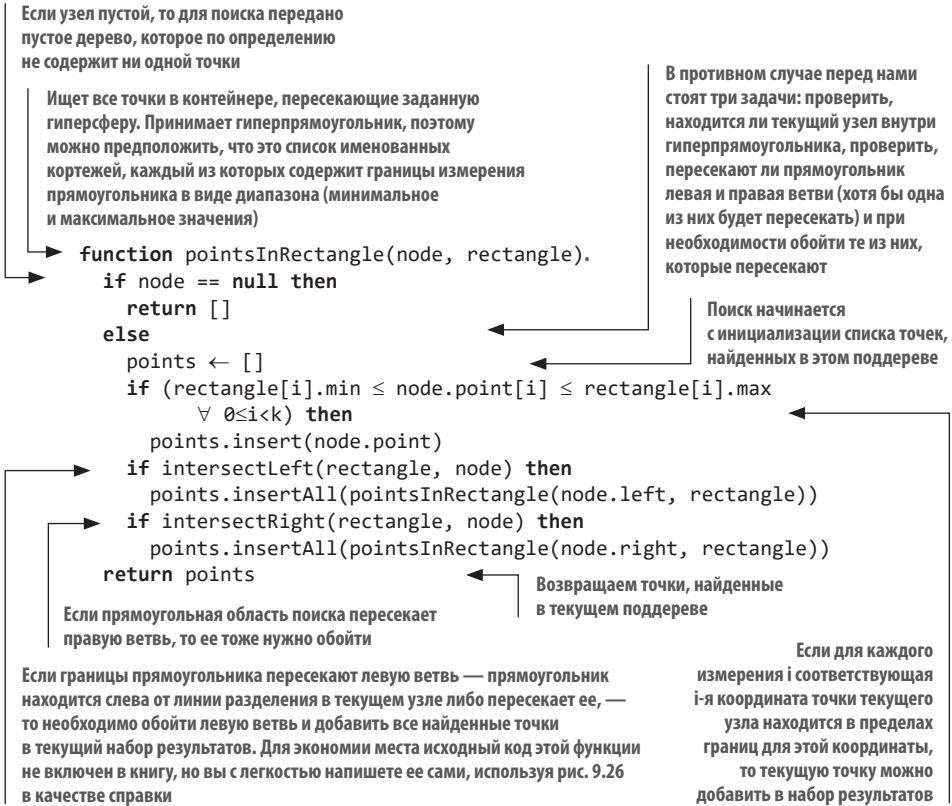 Если узел пустой, то для поиска передано
пустое дерево, которое по определению
не содержит ни одной точки
Ищет все точки в контейнере, пересекающие заданную
гиперсферу. Принимает гиперпрямоугольник, поэтому
можно предположить, что это список именованных
кортежей, каждый из которых содержит границы измерения
прямоугольника в виде диапазона (минимальное
и максимальное значения)
В противном случае перед нами
стоят три задачи: проверить,
находится ли текущий узел внутри
гиперпрямоугольника, проверить,
пересекают ли прямоугольник
левая и правая ветви (хотя бы одна
из них будет пересекать) и при
необходимости обойти те из них,
которые пересекают
Поиск начинается
с инициализации списка точек,
найденных в этом поддереве
function pointsInRectangle(node, rectangle).
if node == null then
return []
else
points ← []
if (rectangle[i].min ≤ node.point[i] ≤ rectangle[i].max
∀ 0≤i<k) then
points.insert(node.point)
if intersectLeft(rectangle, node) then
points.insertAll(pointsInRectangle(node.left, rectangle))
if intersectRight(rectangle, node) then
points.insertAll(pointsInRectangle(node.right, rectangle))
return points
Возвращаем точки, найденные
в текущем поддереве
Если прямоугольная область поиска пересекает
правую ветвь, то ее тоже нужно обойти
Если границы прямоугольника пересекают левую ветвь — прямоугольник
находится слева от линии разделения в текущем узле либо пересекает ее, —
то необходимо обойти левую ветвь и добавить все найденные точки
в текущий набор результатов. Для экономии места исходный код этой функции
не включен в книгу, но вы с легкостью напишете ее сами, используя рис. 9.26
в качестве справки
Если для каждого
измерения i соответствующая
i-я координата точки текущего
узла находится в пределах
границ для этой координаты,
то текущую точку можно
добавить в набор результатов